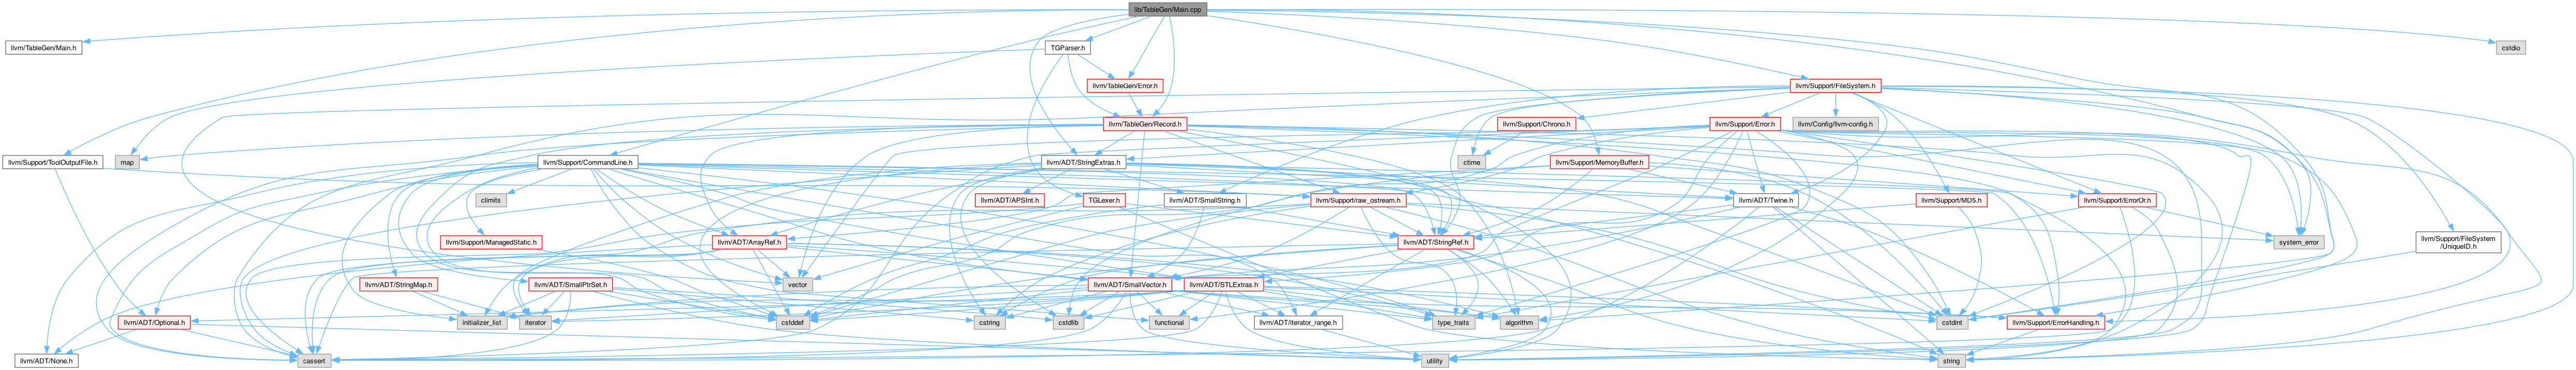 lib/TableGen/Main.cpp
llvm/TableGen/Main.h
TGParser.h
cstdio
llvm/TableGen/Error.h
llvm/Support/FileSystem.h
llvm/TableGen/Record.h
llvm/Support/Chrono.h
llvm/Support/Error.h
llvm/Config/llvm-config.h
llvm/Support/ToolOutputFile.h
map
llvm/Support/CommandLine.h
llvm/ADT/StringExtras.h
ctime
llvm/Support/MemoryBuffer.h
climits
llvm/ADT/APSInt.h
TGLexer.h
llvm/ADT/SmallString.h
llvm/Support/raw_ostream.h
llvm/ADT/Twine.h
llvm/Support/MD5.h
llvm/Support/ErrorOr.h
llvm/Support/ManagedStatic.h
llvm/ADT/ArrayRef.h
llvm/ADT/StringRef.h
system_error
llvm/Support/FileSystem
/UniqueID.h
llvm/ADT/StringMap.h
llvm/ADT/SmallPtrSet.h
vector
llvm/ADT/SmallVector.h
llvm/ADT/STLExtras.h
llvm/ADT/Optional.h
initializer_list
iterator
cstddef
cstring
cstdlib
functional
llvm/ADT/iterator_range.h
type_traits
algorithm
cstdint
llvm/Support/ErrorHandling.h
llvm/ADT/None.h
cassert
utility
string